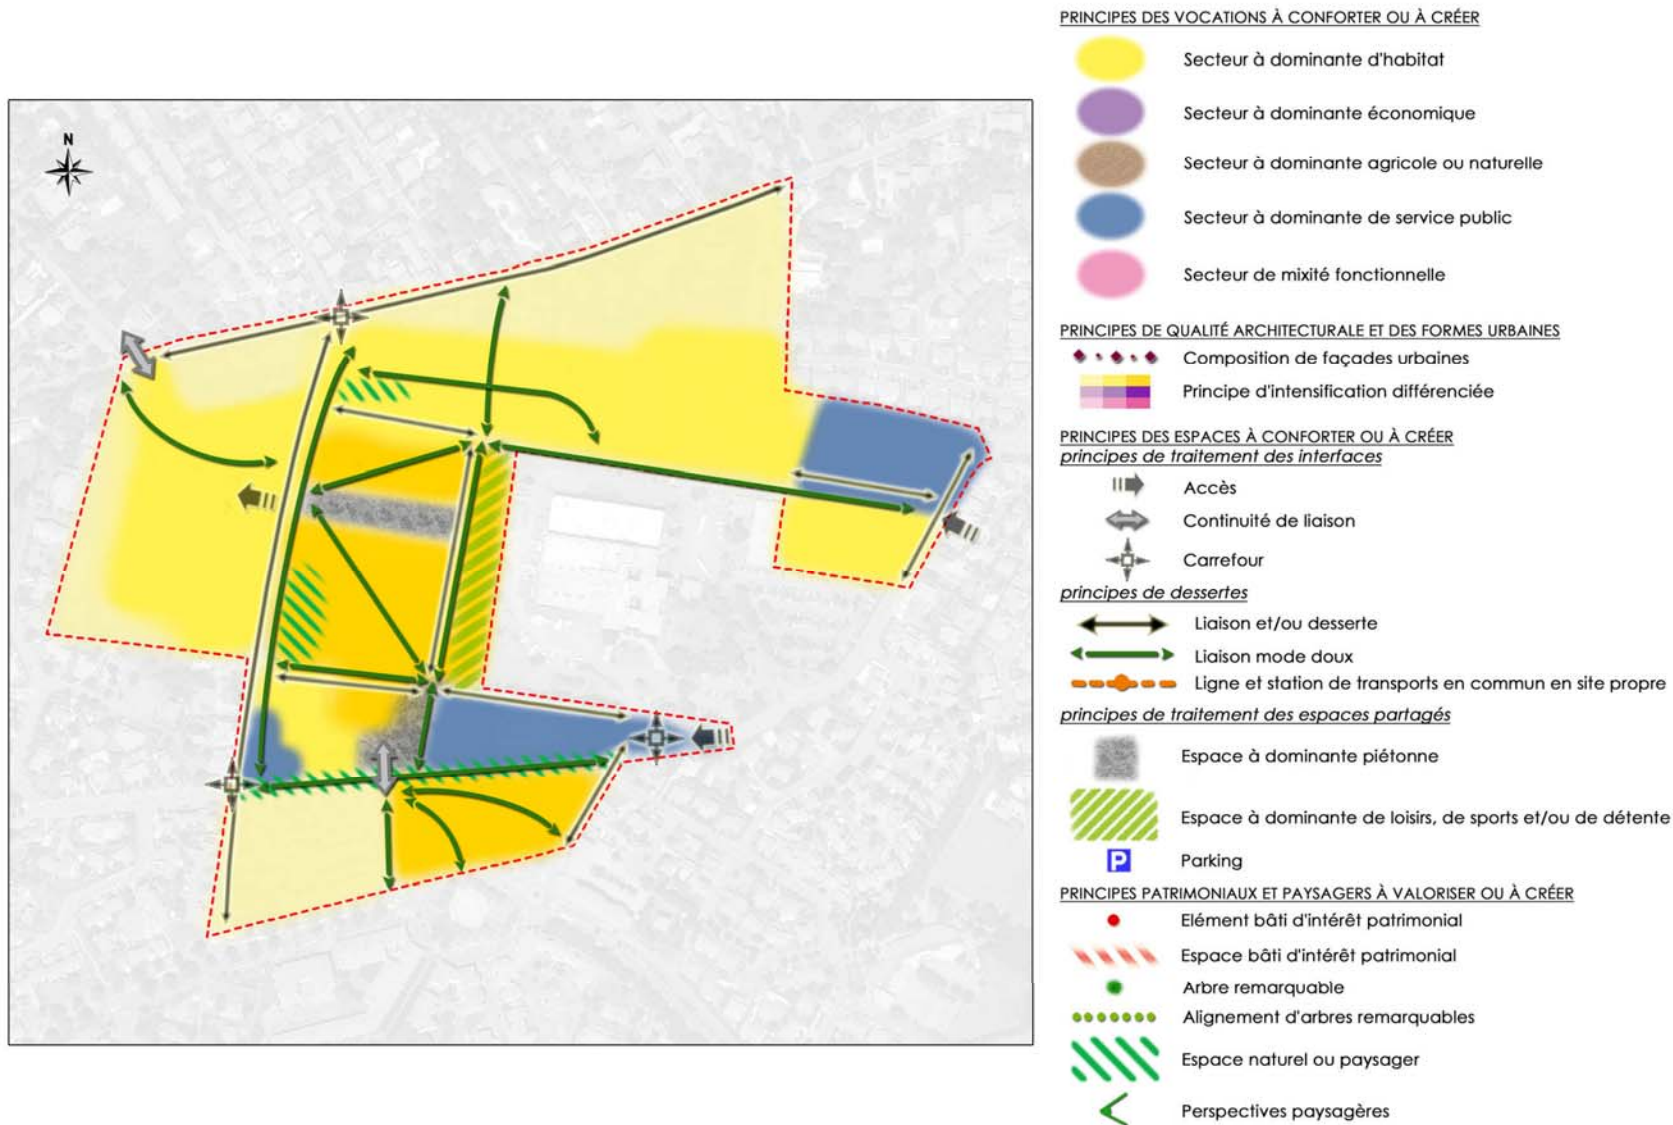 PRINCIPES DES VOCATIONS À CONFORTER OU À CRÉER
Secteur à dominante d'habitat
Secteur à dominante économique
Secteur à dominante agricole ou naturelle
Secteur à dominante de service public
Secteur de mixité fonctionnelle
PRINCIPES DE QUALITÉ ARCHITECTURALE ET DES FORMES URBAINES
Composition de façades urbaines
Principe d'intensification différenciée
PRINCIPES DES ESPACES À CONFORTER OU À CRÉER
principes de traitement des interfaces
Accès
Continuité de liaison
Carrefour
principes de dessertes
Liaison et/ou desserte
Liaison mode doux
Ligne et station de transports en commun en site propre
principes de traitement des espaces partagés
Espace à dominante piétonne
Espace à dominante de loisirs, de sports et/ou de détente
P Parking
PRINCIPES PATRIMONIAUX ET PAYSAGERS À VALORISER OU À CRÉER
Elément bâti d'intérêt patrimonial
Espace bâti d'intérêt patrimonial
Arbre remarquable
Alignement d'arbres remarquables
Espace naturel ou paysager
Perspectives paysagères
N